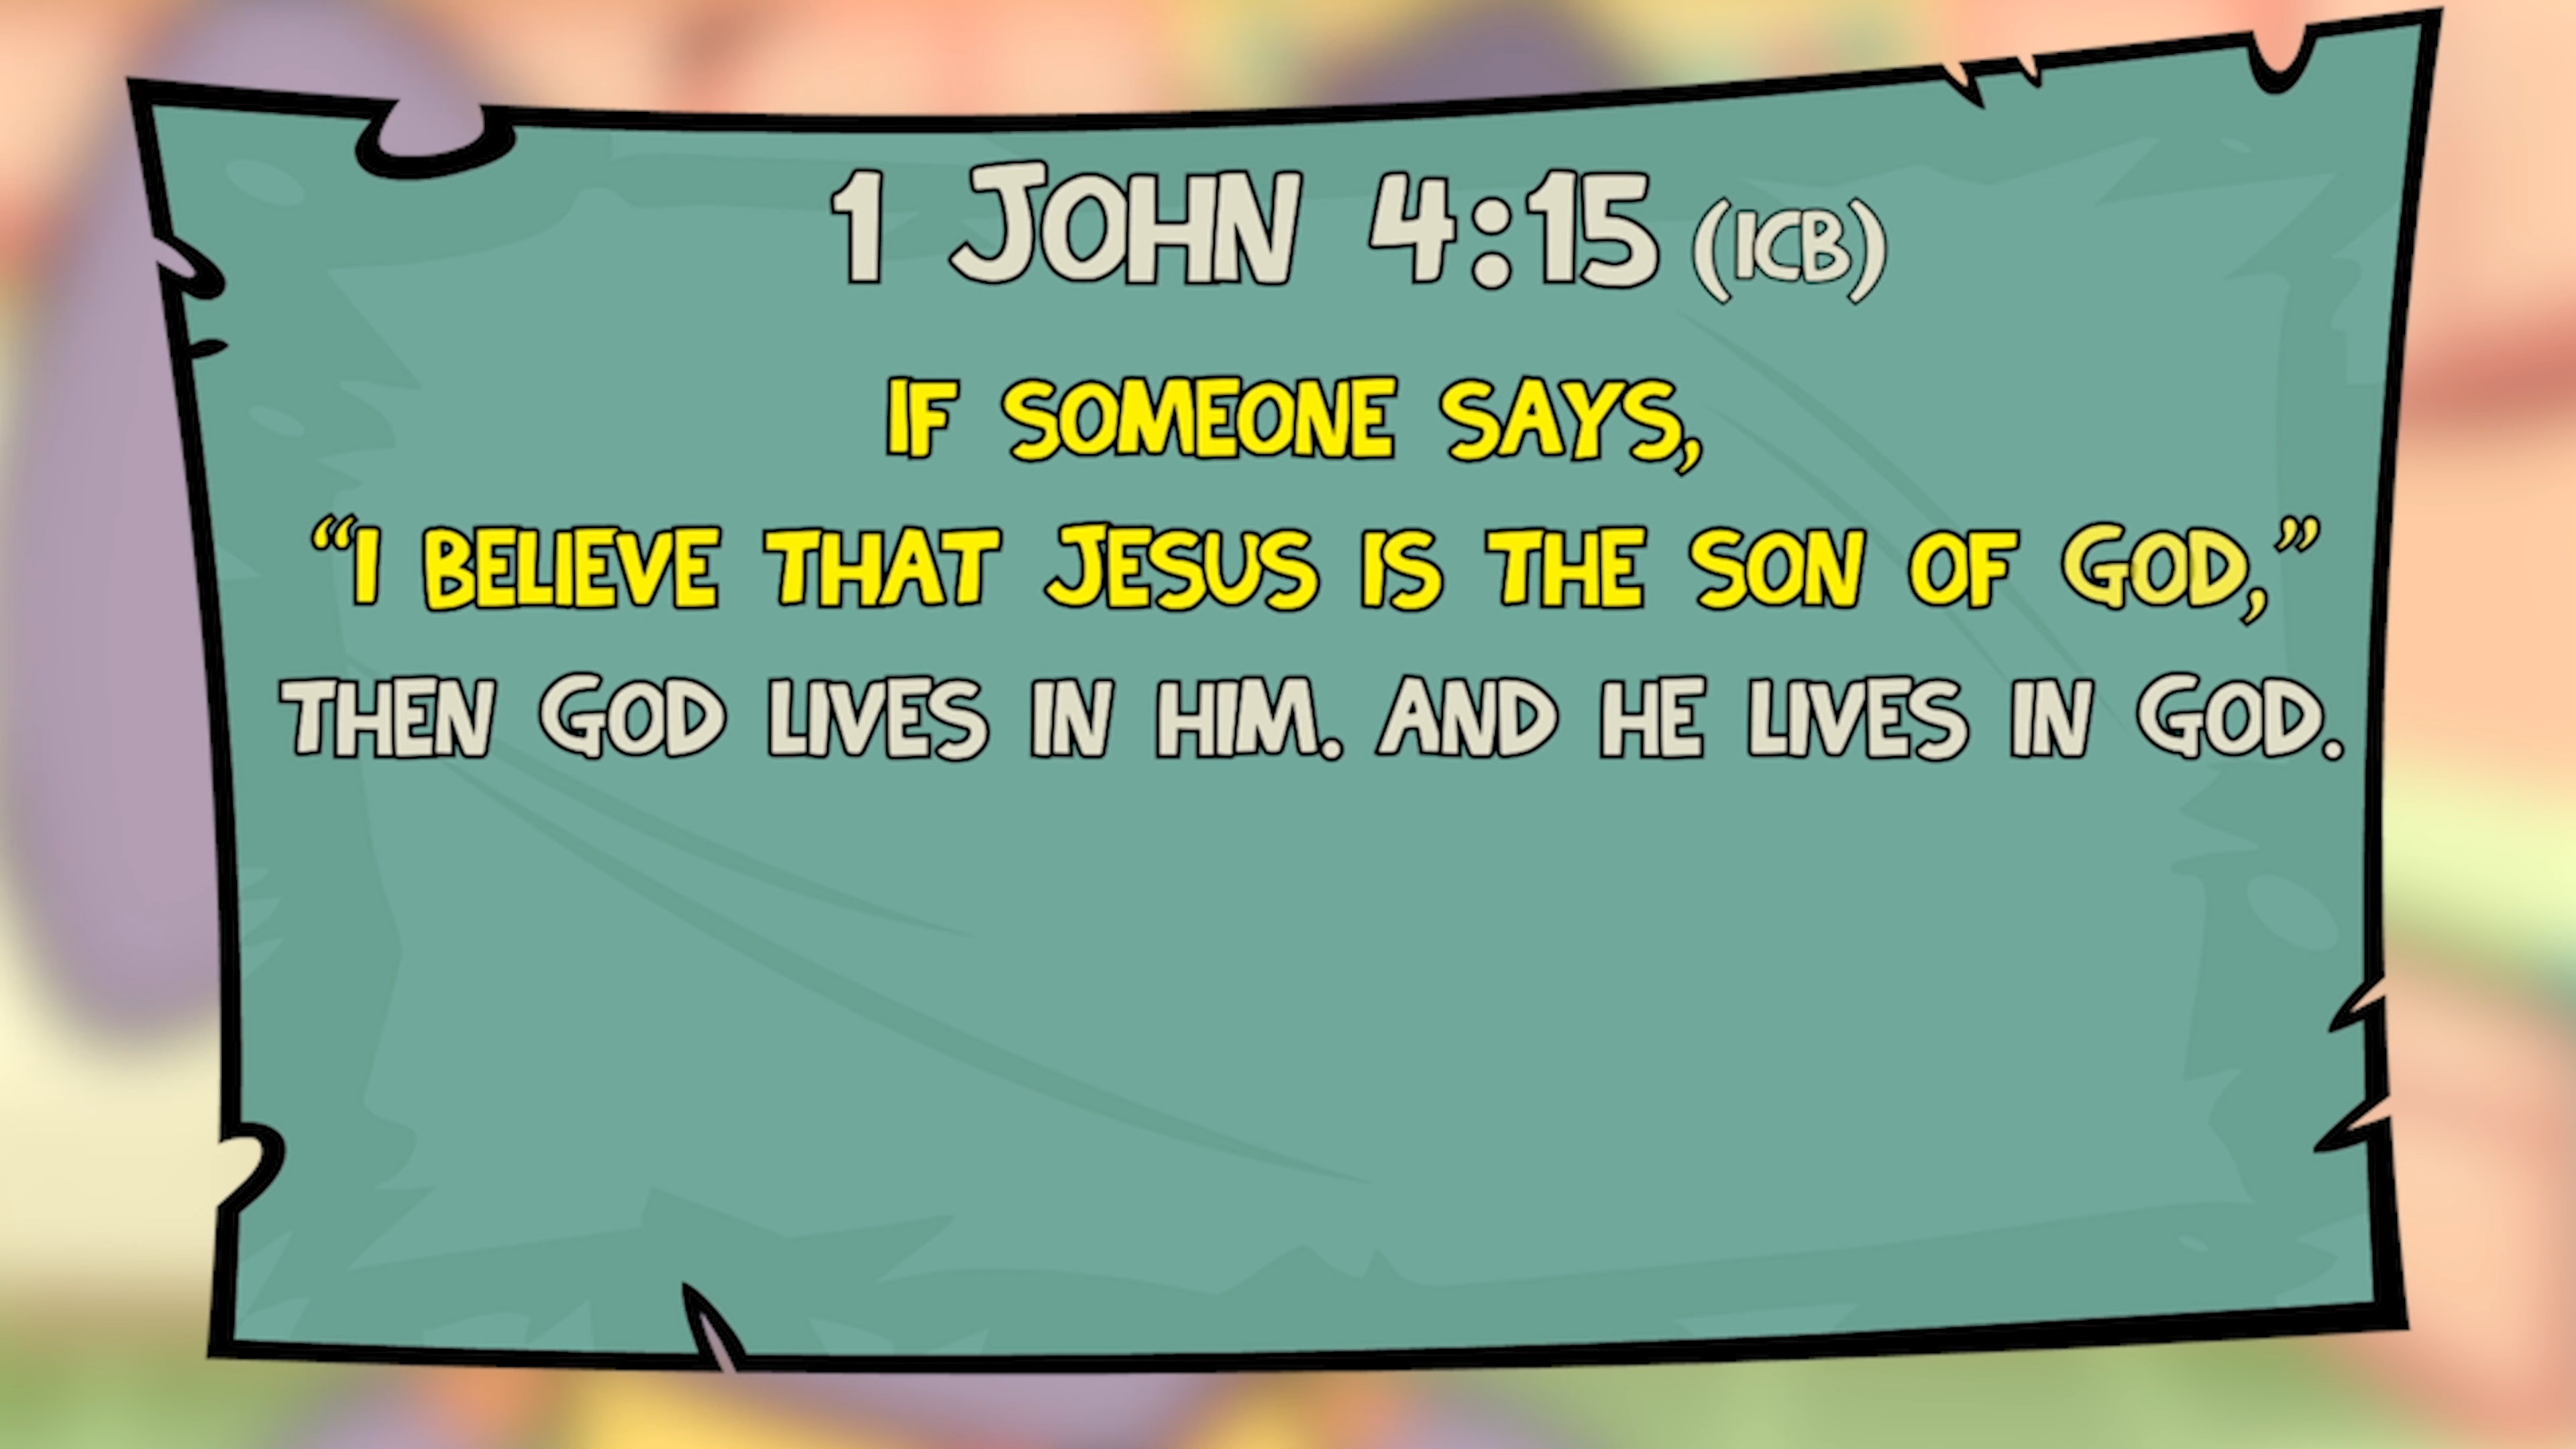 1 JOHN 4:15 (ICB)
IF SOMEONE SAYS,
“I BELIEVE THAT JESUS IS THE SON OF GOD,”
THEN GOD LIVES IN HIM. AND HE LIVES IN GOD.